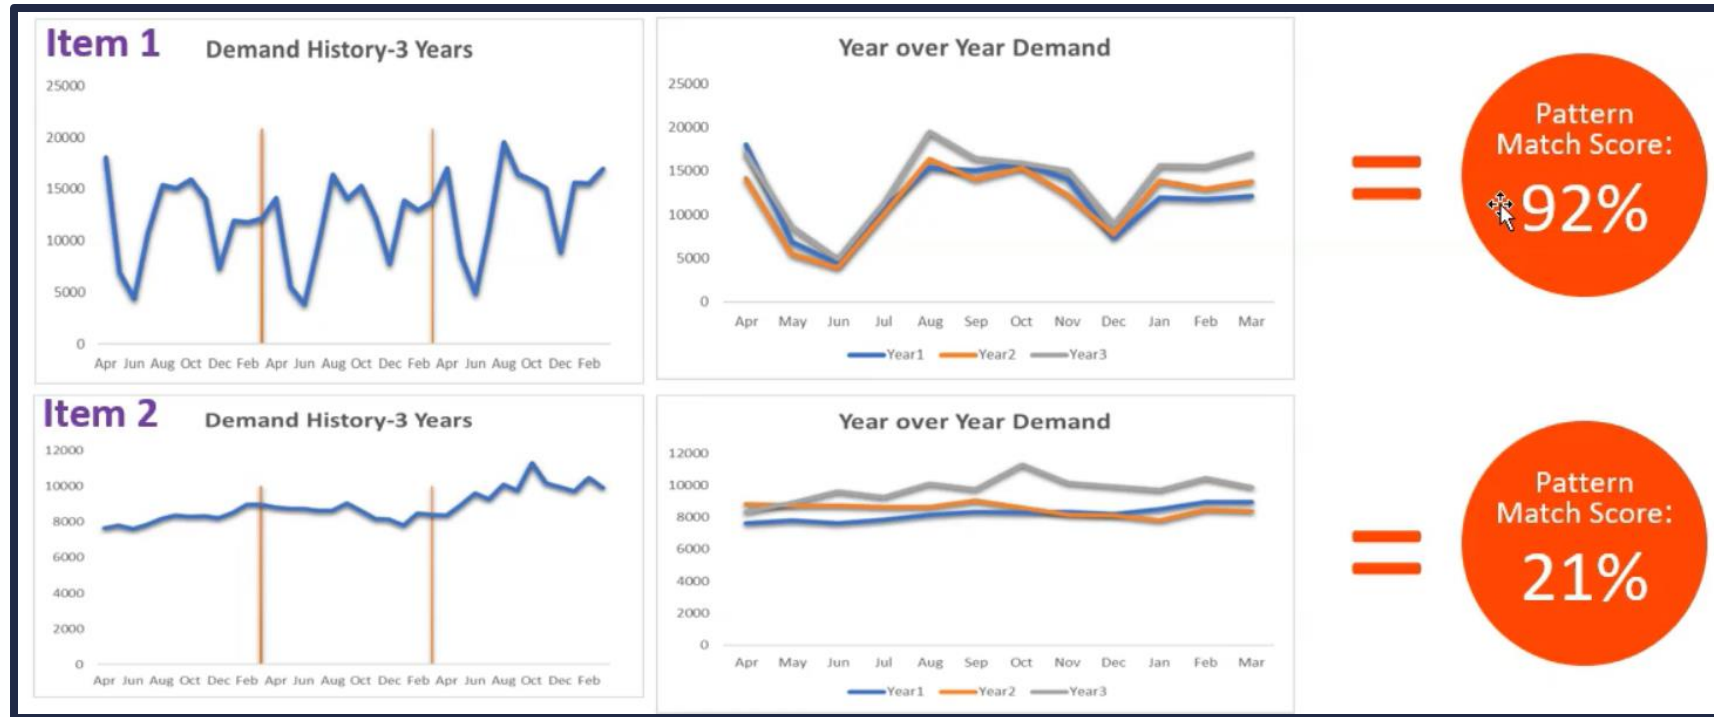 Item 1
Demand History-3 Years
25000
20000
15000
10000
5000
0
Apr Jun Aug Oct Dec Feb Apr Jun Aug Oct Dec Feb Apr Jun Aug Oct Dec Feb
Year over Year Demand
25000
20000
15000
10000
5000
0
Apr May Jun Jul Aug Sep Oct Nov Dec Jan Feb Mar
Year1 Year2 Year3
=
Pattern
Match Score:
92%
Item 2
Demand History-3 Years
12000
10000
8000
6000
4000
2000
0
Apr Jun Aug Oct Dec Feb Apr Jun Aug Oct Dec Feb Apr Jun Aug Oct Dec Feb
Year over Year Demand
12000
10000
8000
6000
4000
2000
0
Apr May Jun Jul Aug Sep Oct Nov Dec Jan Feb Mar
Year1 Year2 Year3
=
Pattern
Match Score:
21%